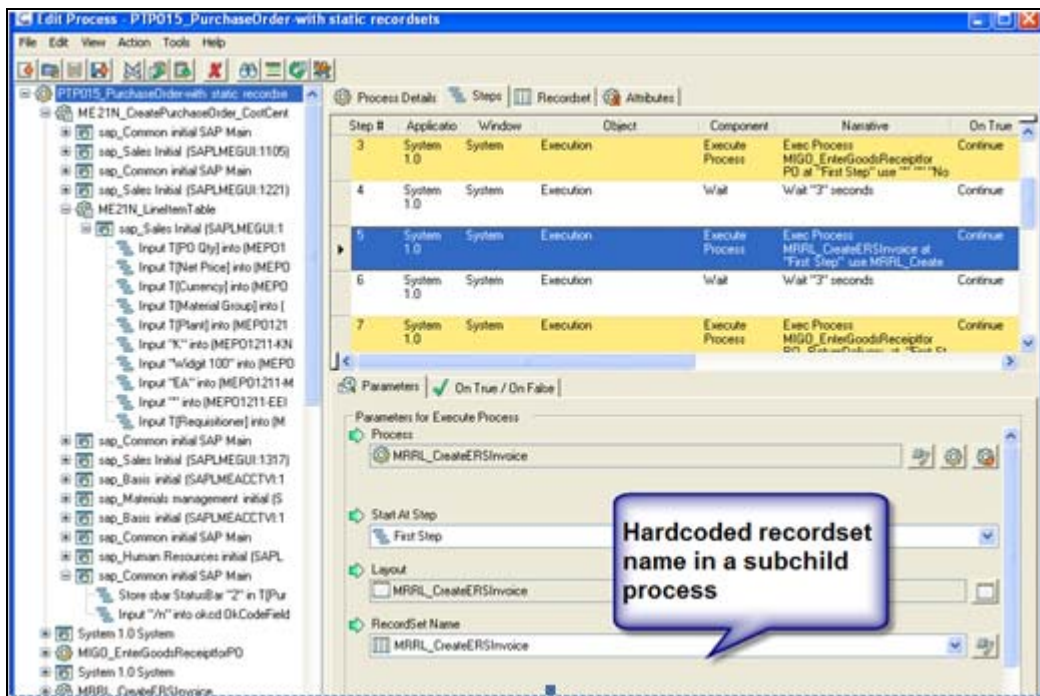 Edit Process - PTP015_PurchaseOrder-with static recordsets
File Edit View Action Tools Help
PTP015_PurchaseOrder-with static recordse
ME21N_CreatePurchaseOrder_CostCent
sap_Common initial SAP Main
sap_Sales Initial (SAPLMEGUI:1105)
sap_Common initial SAP Main
sap_Sales Initial (SAPLMEGUI:1221)
ME21N_LineItemTable
sap_Sales Initial (SAPLMEGUI:1
Input T[PO Qty] into (MEPO1
Input T[Net Price] into (MEPO
Input T[Currency] into (MEPO
Input T[Material Group] into (
Input T[Plant] into (MEPO121
Input "K" into (MEPO1211-KN
Input "Widgit 100" into (MEPO
Input "EA" into (MEPO1211-M
Input "" into (MEPO1211-EEI
Input T[Requisitioner] into (M
sap_Common initial SAP Main
sap_Sales Initial (SAPLMEGUI:1317)
sap_Basis initial (SAPLMEACCTVI:1
sap_Materials management initial (S
sap_Basis initial (SAPLMEACCTVI:1
sap_Common initial SAP Main
sap_Human Resources initial (SAPL
sap_Common initial SAP Main
Store sbar StatusBar "2" in T[Pur
Input "/n" into okcd OkCodeField
System 1.0 System
MIGO_EnterGoodsReceiptforPO
System 1.0 System
MRRL_CreateERSInvoice
Process Details Steps Recordset Attributes
Step # Applicatio Window Object Component Narrative On True
3 System 1.0 System Execution Execute Process Exec Process MIGO_EnterGoodsReceiptfor PO at "First Step" use "" "" "No Continue
4 System 1.0 System Execution Wait Wait "3" seconds Continue
5 System 1.0 System Execution Execute Process Exec Process MRRL_CreateERSInvoice at "First Step" use MRRL_Create Continue
6 System 1.0 System Execution Wait Wait "3" seconds Continue
7 System 1.0 System Execution Execute Process Exec Process MIGO_EnterGoodsReceiptfor Continue
Parameters On True / On False
Parameters for Execute Process
Process
MRRL_CreateERSInvoice
Start At Step
First Step
Layout
MRRL_CreateERSInvoice
RecordSet Name
MRRL_CreateERSInvoice
Hardcoded recordset
name in a subchild
process